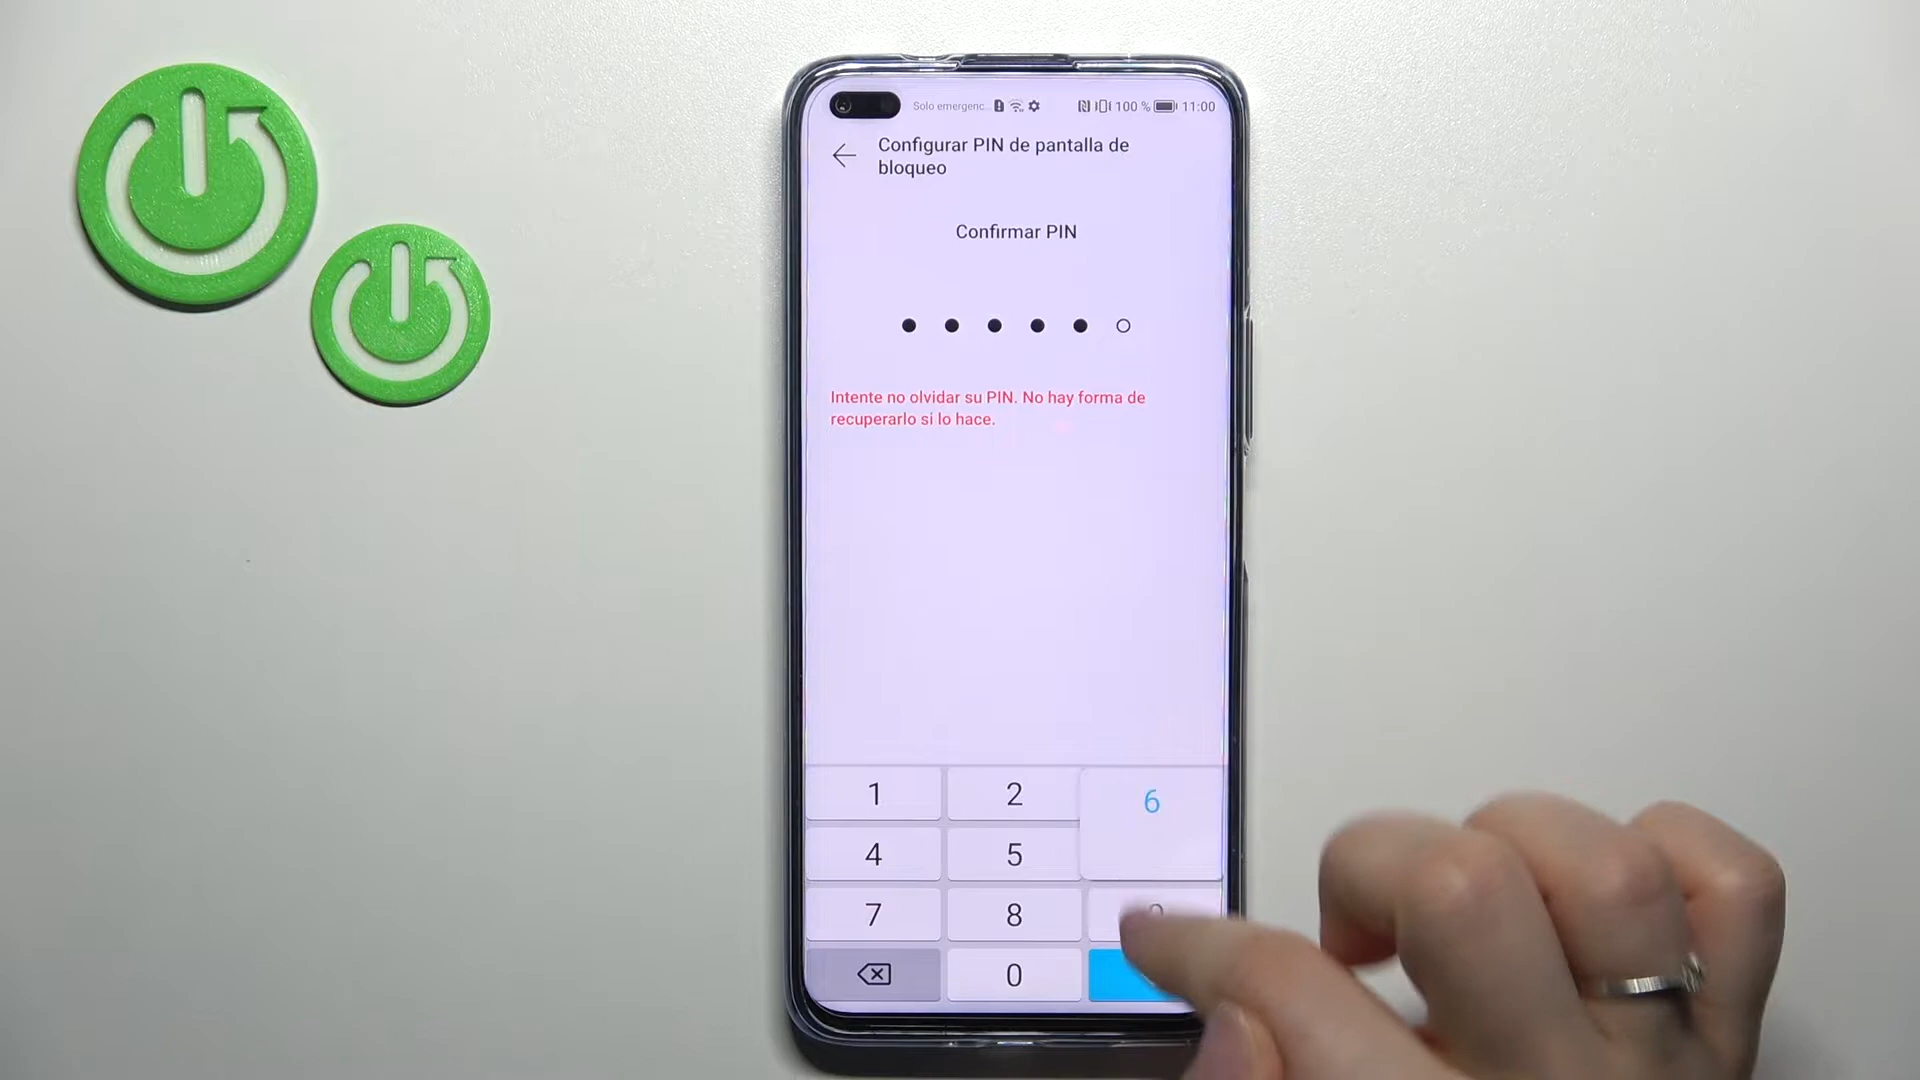 Solo emergenc... 100 % 11:00
Configurar PIN de pantalla de
bloqueo
Confirmar PIN
Intente no olvidar su PIN. No hay forma de
recuperarlo si lo hace.
1 2 6
4 5
7 8
0